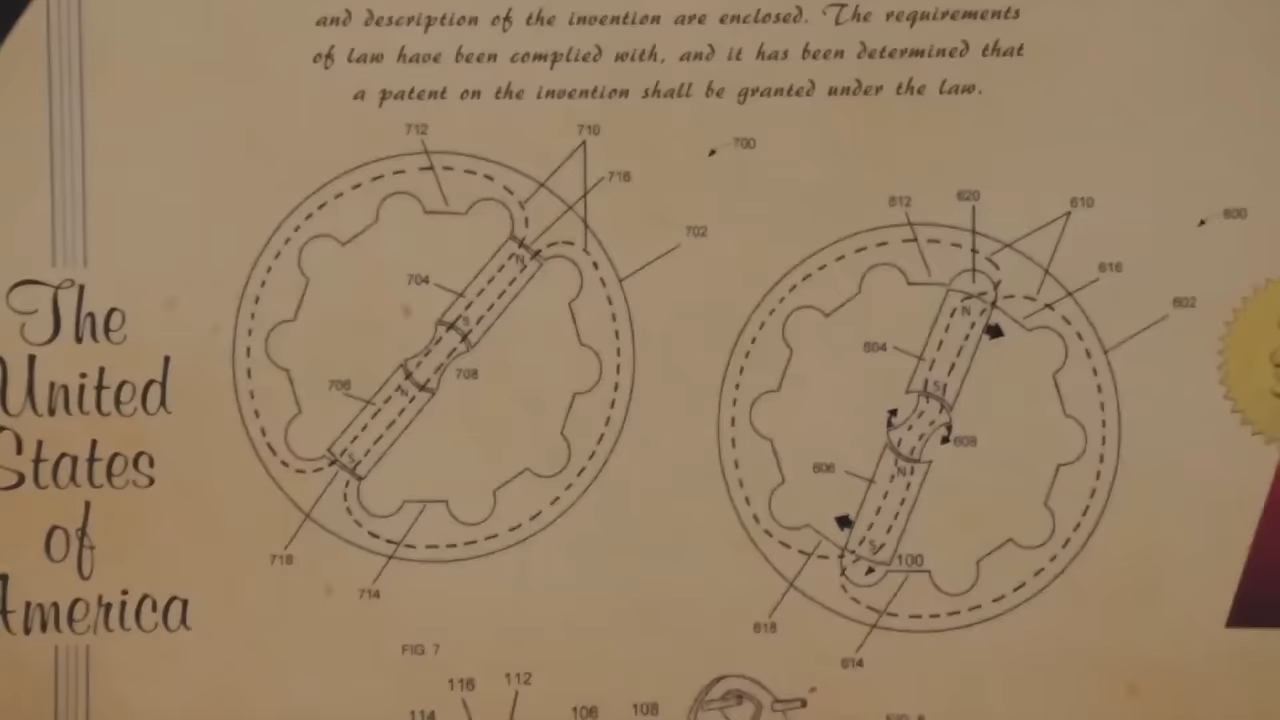 and description of the invention are enclosed. The requirements
of law have been complied with, and it has been determined that
a patent on the invention shall be granted under the law.
The
United
States
of
America
712
710
700
716
702
704
706
708
718
714
FIG. 7
N
S
N
S
612
620
610
600
616
602
604
608
606
100
618
614
N
S
N
S
116
112
114
106
108